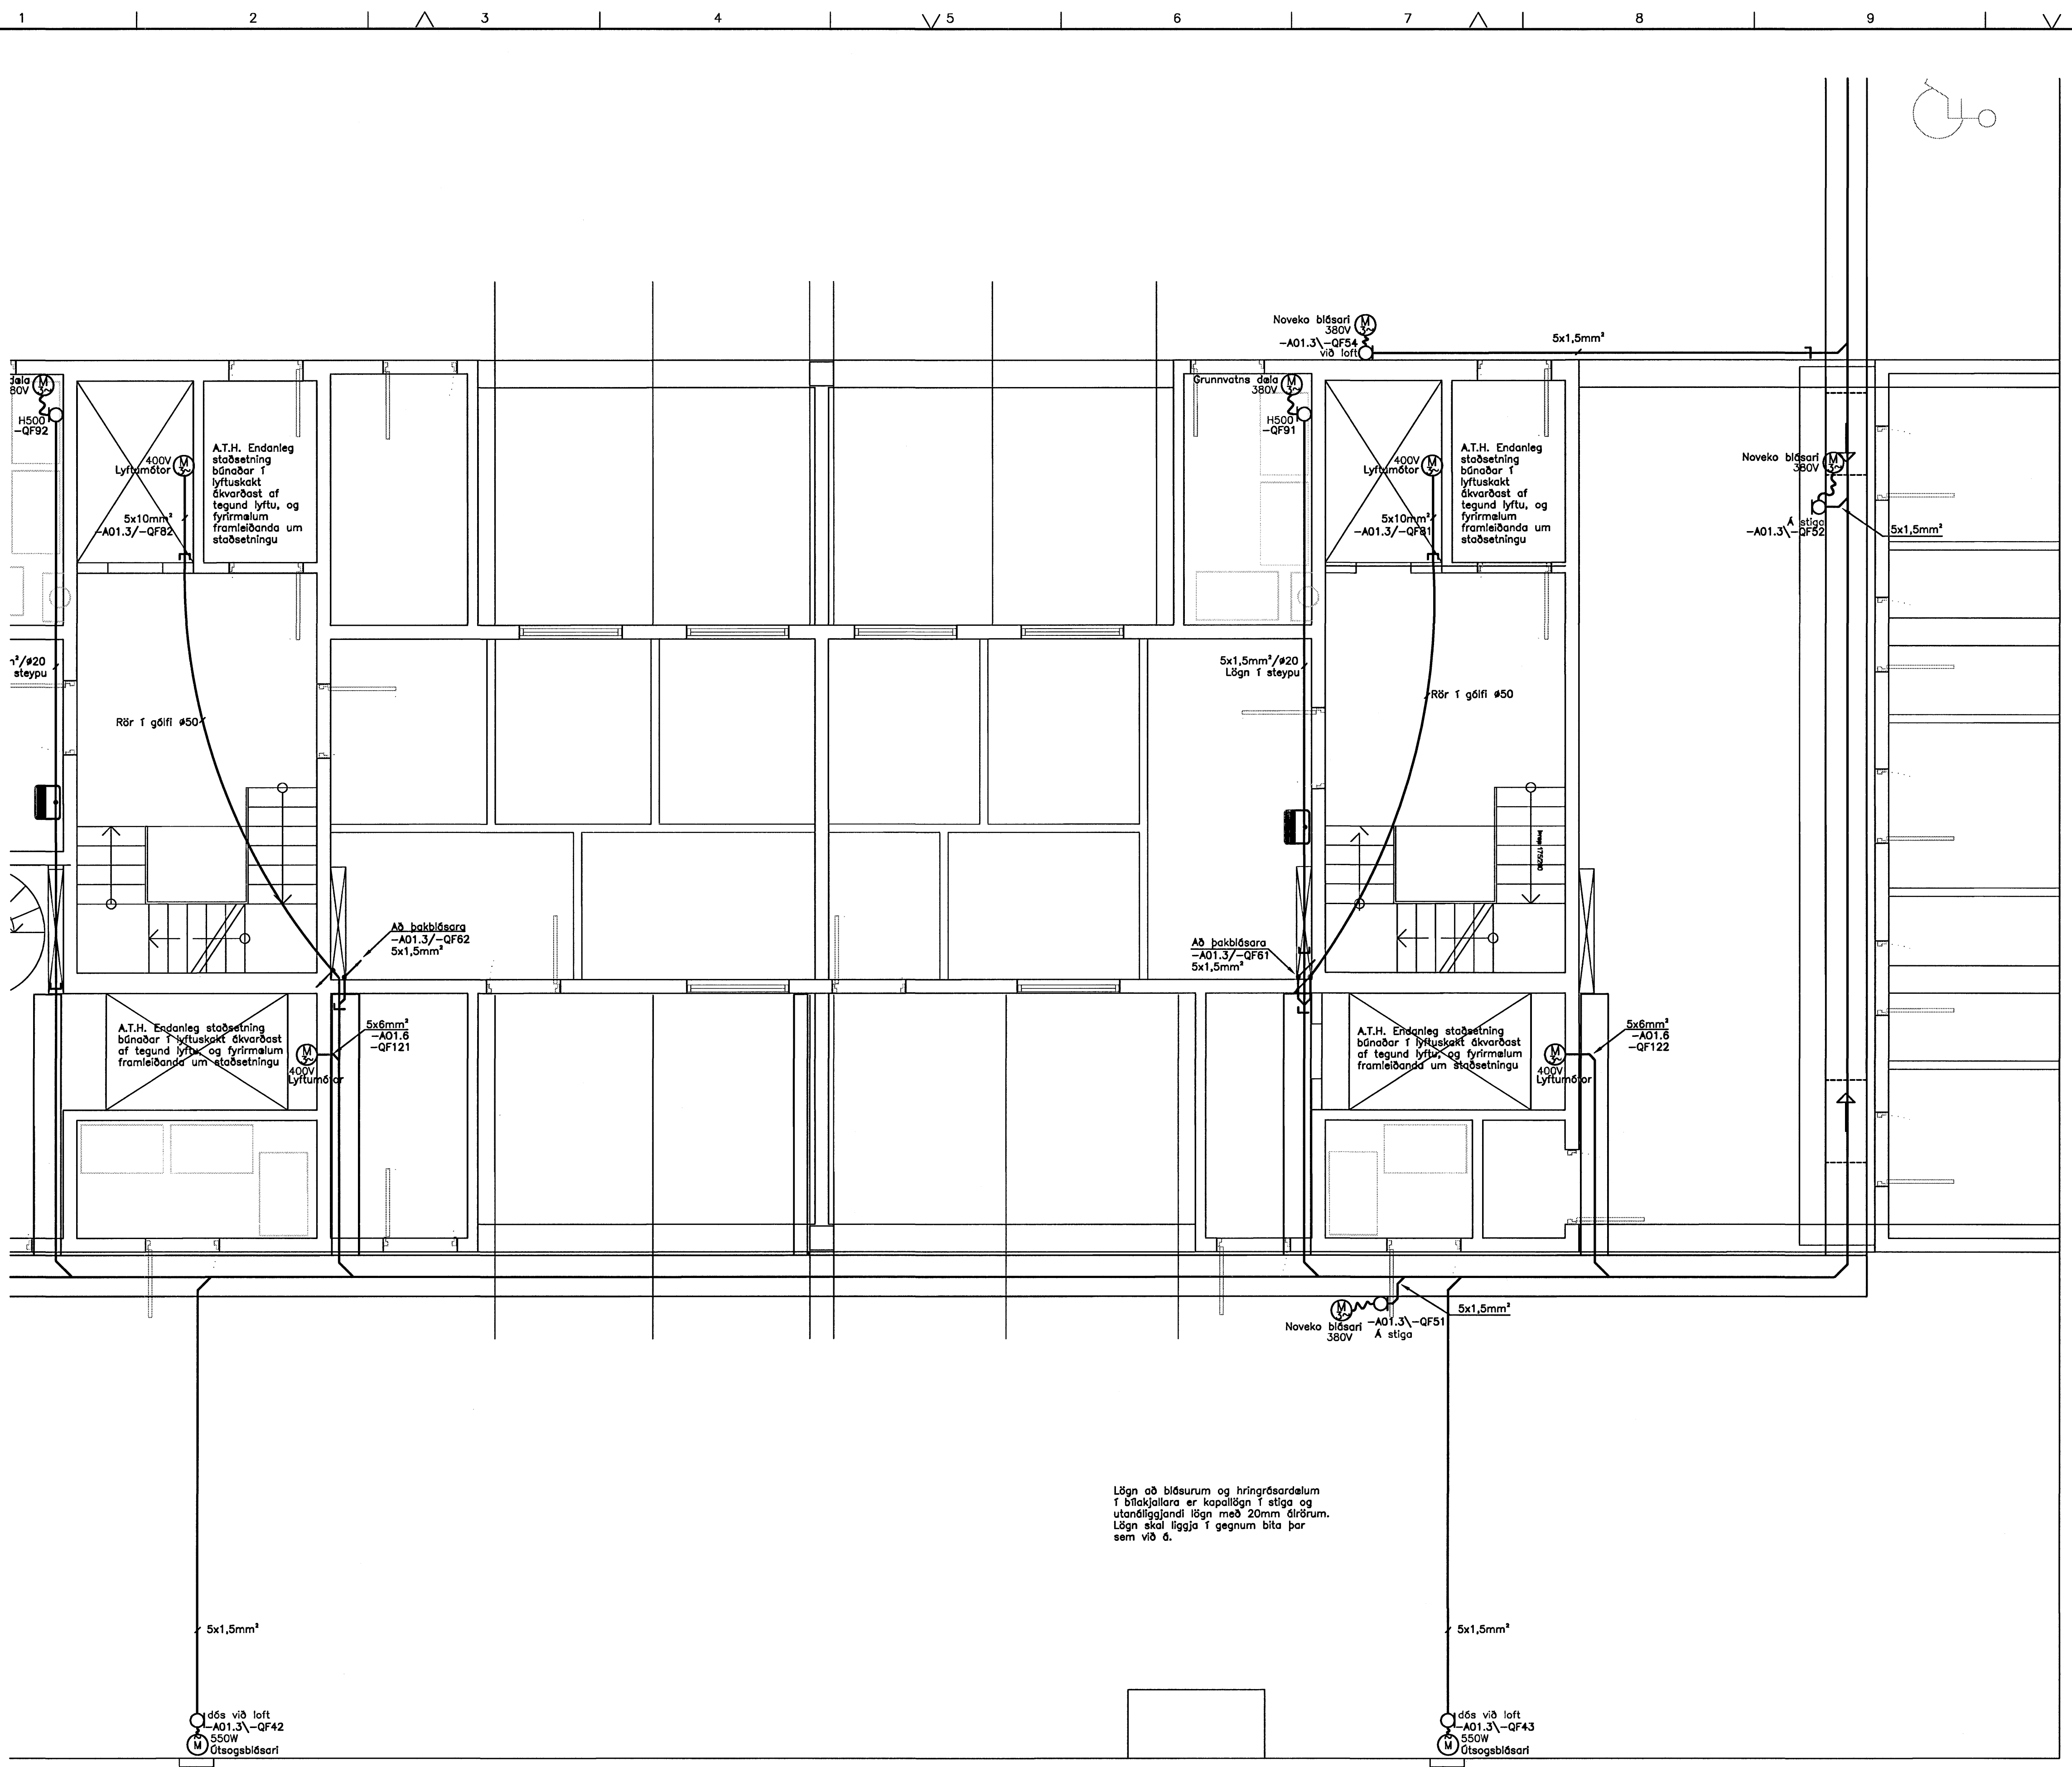 1 2 3 4 5 6 7 8 9
Noveko blásari
380V
-A01.3\-QF54
við loft
5x1,5mm²
dæla
80V
H500
-QF92
400V
Lyftumótor
5x10mm²
-A01.3/-QF82
A.T.H. Endanleg
staðsetning
búnaðar í
lyftuskakt
ákvarðast af
tegund lyftu, og
fyrirmælum
framleiðanda um
staðsetningu
Grunnvatns dæla
380V
H500
-QF91
400V
Lyftumótor
5x10mm²
-A01.3/-QF81
A.T.H. Endanleg
staðsetning
búnaðar í
lyftuskakt
ákvarðast af
tegund lyftu, og
fyrirmælum
framleiðanda um
staðsetningu
Noveko blásari
380V
Á stiga
-A01.3\-QF52
5x1,5mm²
m²/ø20
steypu
Rör í gólfi ø50
5x1,5mm²/ø20
Lögn í steypu
Rör í gólfi ø50
Að þakblásara
-A01.3/-QF62
5x1,5mm²
Að þakblásara
-A01.3/-QF61
5x1,5mm²
A.T.H. Endanleg staðsetning
búnaðar í lyftuskakt ákvarðast
af tegund lyftu, og fyrirmælum
framleiðanda um staðsetningu
M
3~
400V
Lyftumótor
5x6mm²
-A01.6
-QF121
A.T.H. Endanleg staðsetning
búnaðar í lyftuskakt ákvarðast
af tegund lyftu, og fyrirmælum
framleiðanda um staðsetningu
M
3~
400V
Lyftumótor
5x6mm²
-A01.6
-QF122
M
3~
Noveko blásari
380V
-A01.3\-QF51
Á stiga
5x1,5mm²
Lögn að blásurum og hringrásardælum
í bílakjallara er kapallögn í stiga og
utanáliggjandi lögn með 20mm álrörum.
Lögn skal liggja í gegnum bita þar
sem við á.
5x1,5mm²
5x1,5mm²
dós við loft
-A01.3\-QF42
M
550W
Útsogsblásari
dós við loft
-A01.3\-QF43
M
550W
Útsogsblásari